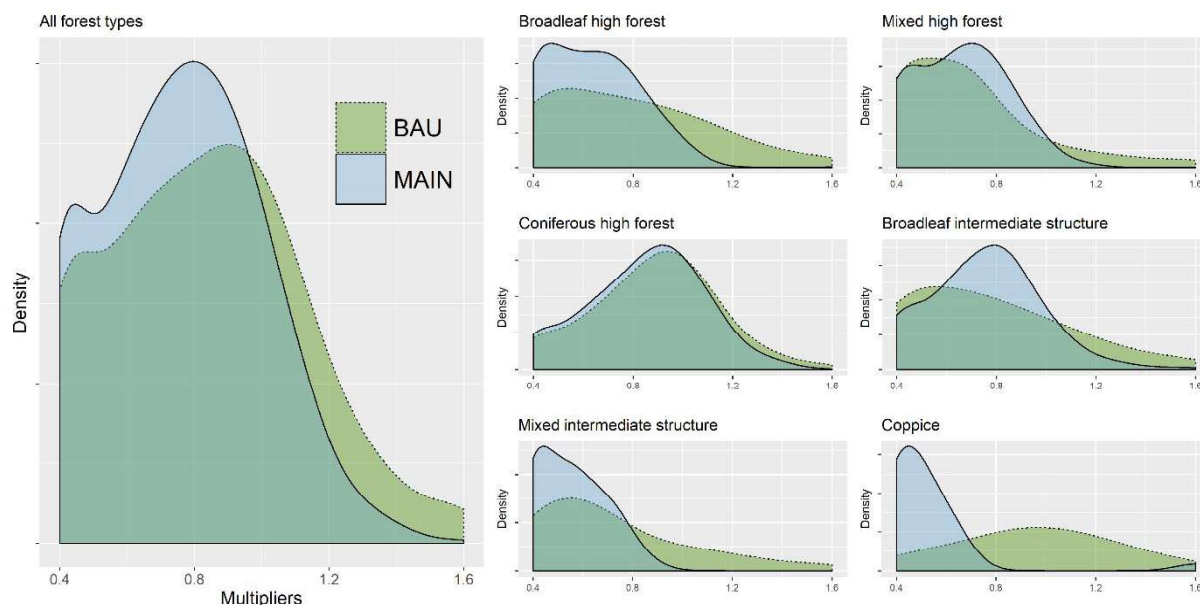 All forest types
Density
BAU
MAIN
0.4 0.8 1.2 1.6
Multipliers
Broadleaf high forest
Density
0.4 0.8 1.2 1.6
Mixed high forest
Density
0.4 0.8 1.2 1.6
Coniferous high forest
Density
0.4 0.8 1.2 1.6
Broadleaf intermediate structure
Density
0.4 0.8 1.2 1.6
Mixed intermediate structure
Density
0.4 0.8 1.2 1.6
Coppice
Density
0.4 0.8 1.2 1.6